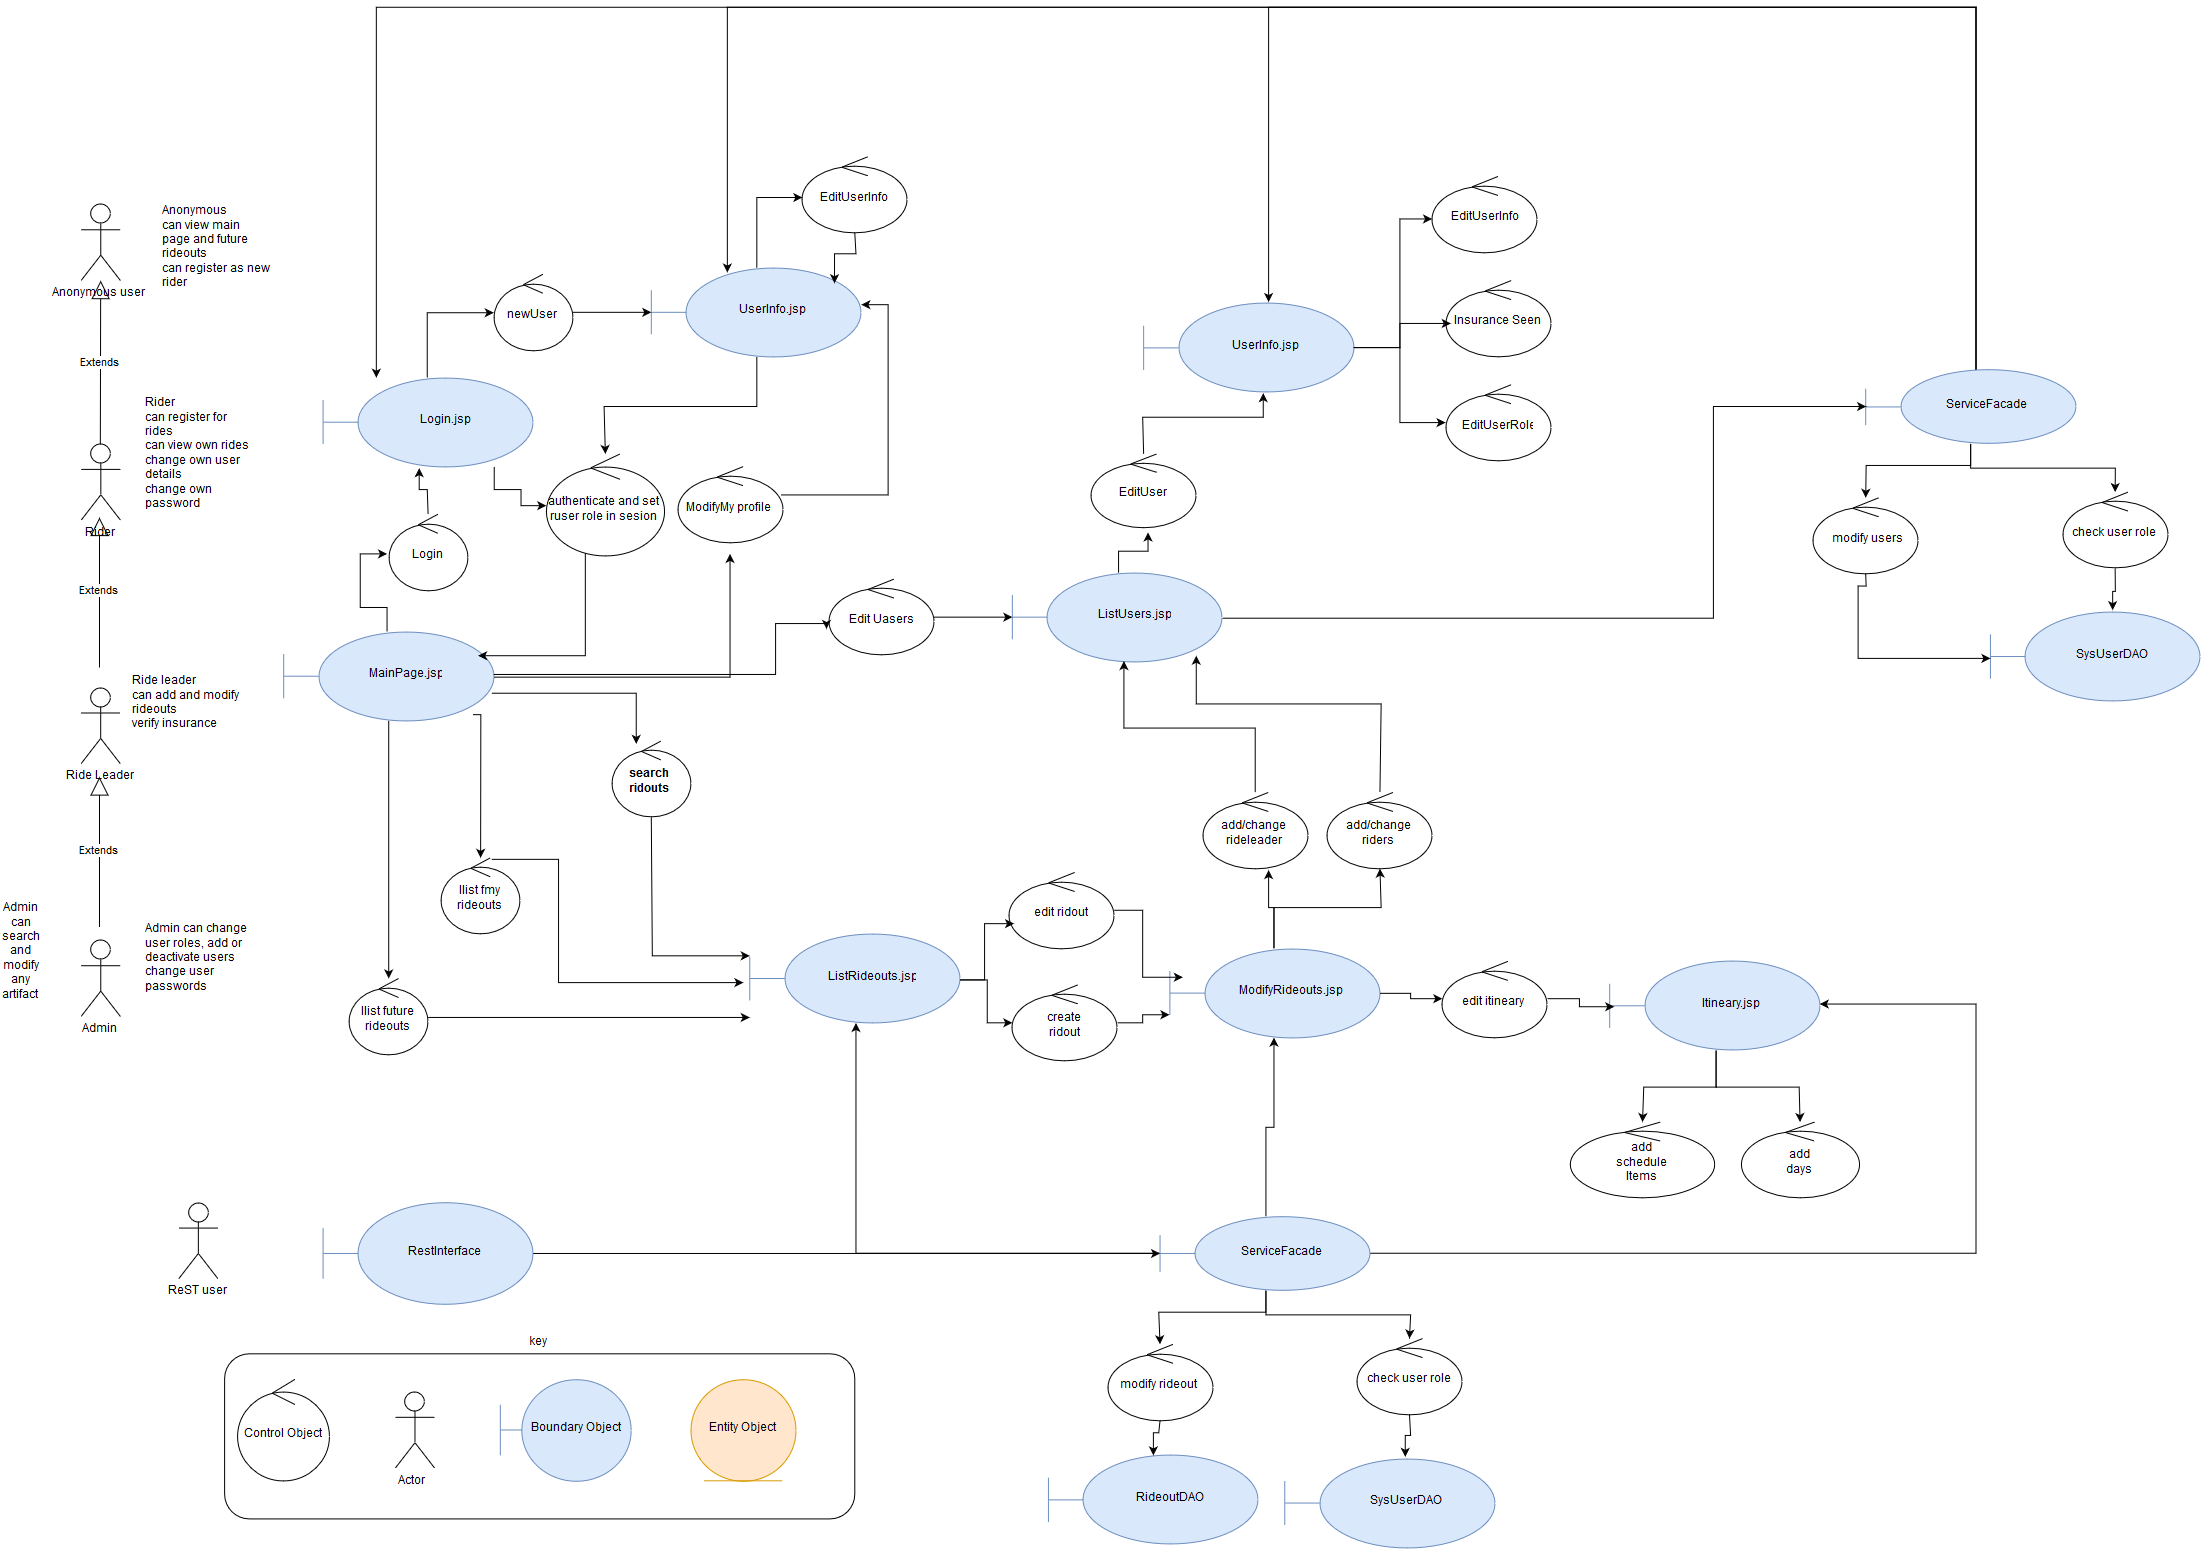 Anonymous
can view main
page and future
rideouts
can register as new
rider
Anonymous user
Extends
Rider
can register for
rides
can view own rides
change own user
details
change own
password
Rider
Extends
Ride leader
can add and modify
rideouts
verify insurance
Ride Leader
Extends
Admin
can
search
and
modify
any
artifact
Admin can change
user roles, add or
deactivate users
change user
passwords
Admin
EditUserInfo
newUser
UserInfo.jsp
Login.jsp
authenticate and set
ruser role in sesion
ModifyMy profile
Login
MainPage.jsp
Edit Uasers
search
ridouts
llist fmy
rideouts
llist future
rideouts
EditUserInfo
Insurance Seen
UserInfo.jsp
EditUserRole
EditUser
ListUsers.jsp
ServiceFacade
modify users
check user role
SysUserDAO
add/change
rideleader
add/change
riders
edit ridout
ListRideouts.jsp
create
ridout
ModifyRideouts.jsp
edit itineary
Itineary.jsp
add
schedule
Items
add
days
ReST user
RestInterface
ServiceFacade
modify rideout
check user role
RideoutDAO
SysUserDAO
key
Control Object
Actor
Boundary Object
Entity Object